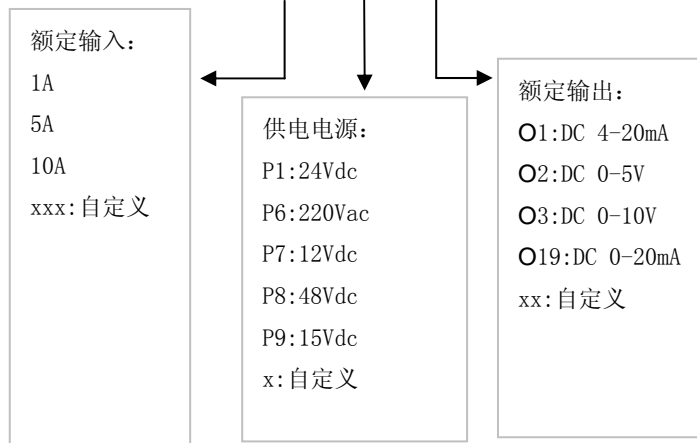 额定输入：
1A
5A
10A
xxx:自定义
供电电源：
P1:24Vdc
P6:220Vac
P7:12Vdc
P8:48Vdc
P9:15Vdc
x:自定义
额定输出：
O1:DC 4-20mA
O2:DC 0-5V
O3:DC 0-10V
O19:DC 0-20mA
xx:自定义